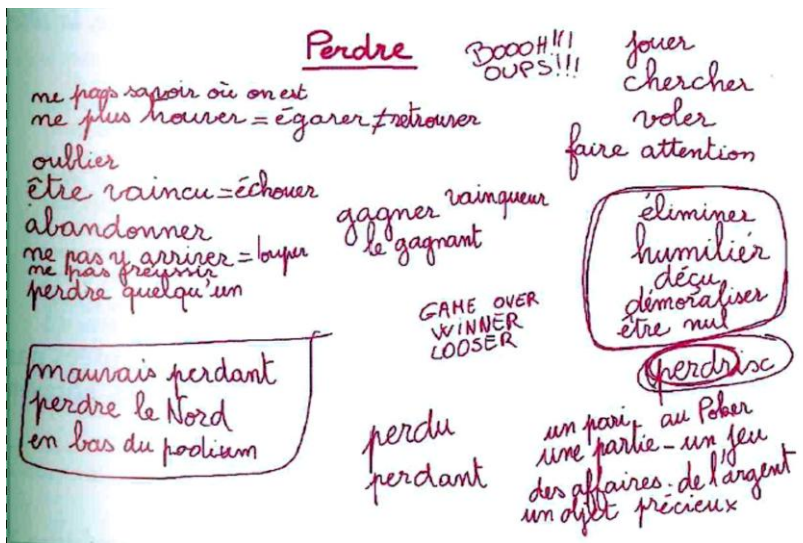 Perdre
BOOOH!!!
OUPS!!!
jouer
chercher
voler
faire attention
ne pas savoir où on est
ne plus trouver = égarer ≠ retrouver
oublier
être vaincu = échouer
abandonner
ne pas y arriver = louper
ne pas réussir
perdre quelqu'un
gagner vainqueur
le gagnant
éliminer
humilier
déçu
démoraliser
être nul
GAME OVER
WINNER
LOOSER
perdrisc
mauvais perdant
perdre le Nord
en bas du podium
perdu
perdant
un pari, au Poker
une partie - un jeu
des affaires. de l'argent
un objet précieux